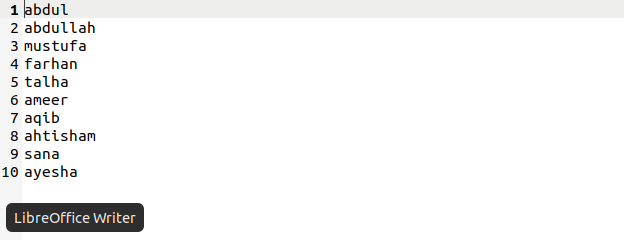 1 abdul
2 abdullah
3 mustufa
4 farhan
5 talha
6 ameer
7 aqib
8 ahtisham
9 sana
10 ayesha
LibreOffice Writer